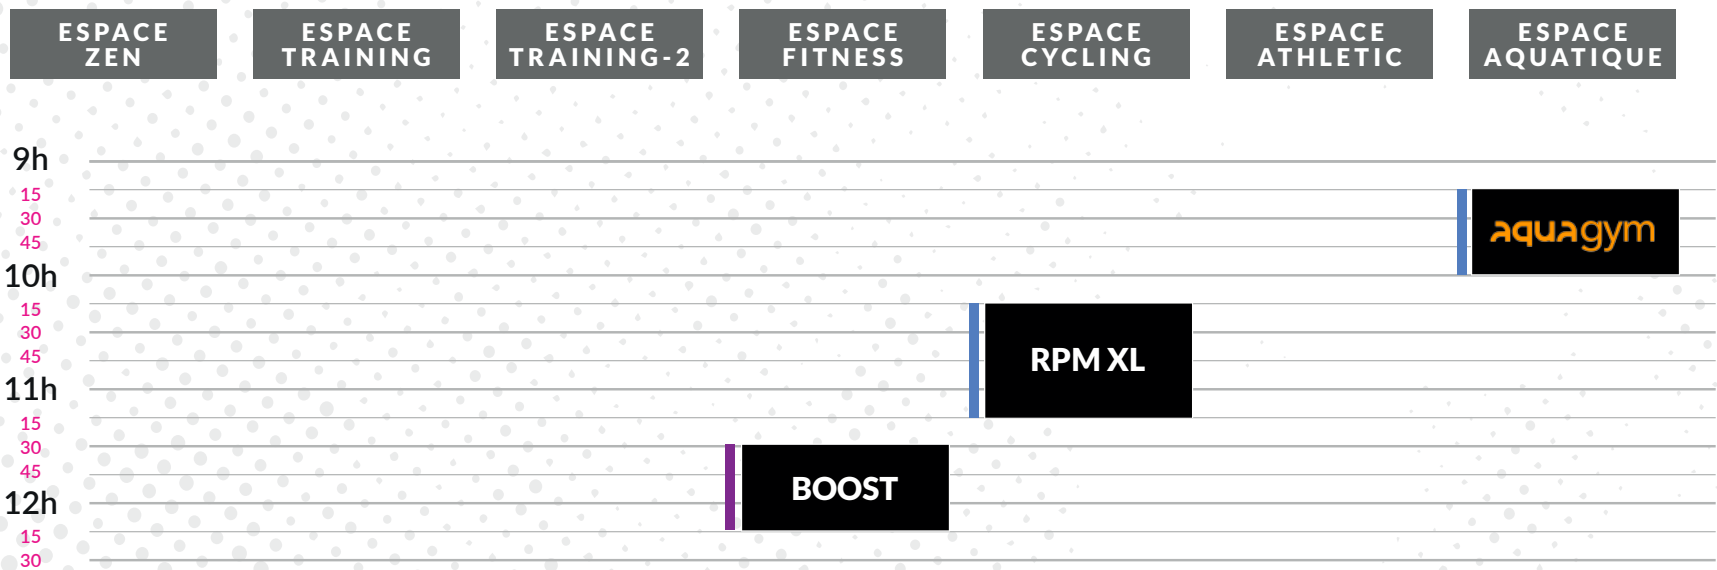 ESPACE
ZEN
ESPACE
TRAINING
ESPACE
TRAINING-2
ESPACE
FITNESS
ESPACE
CYCLING
ESPACE
ATHLETIC
ESPACE
AQUATIQUE
9h
15
30
45
aquagym
10h
15
30
45
RPM XL
11h
15
30
45
BOOST
12h
15
30